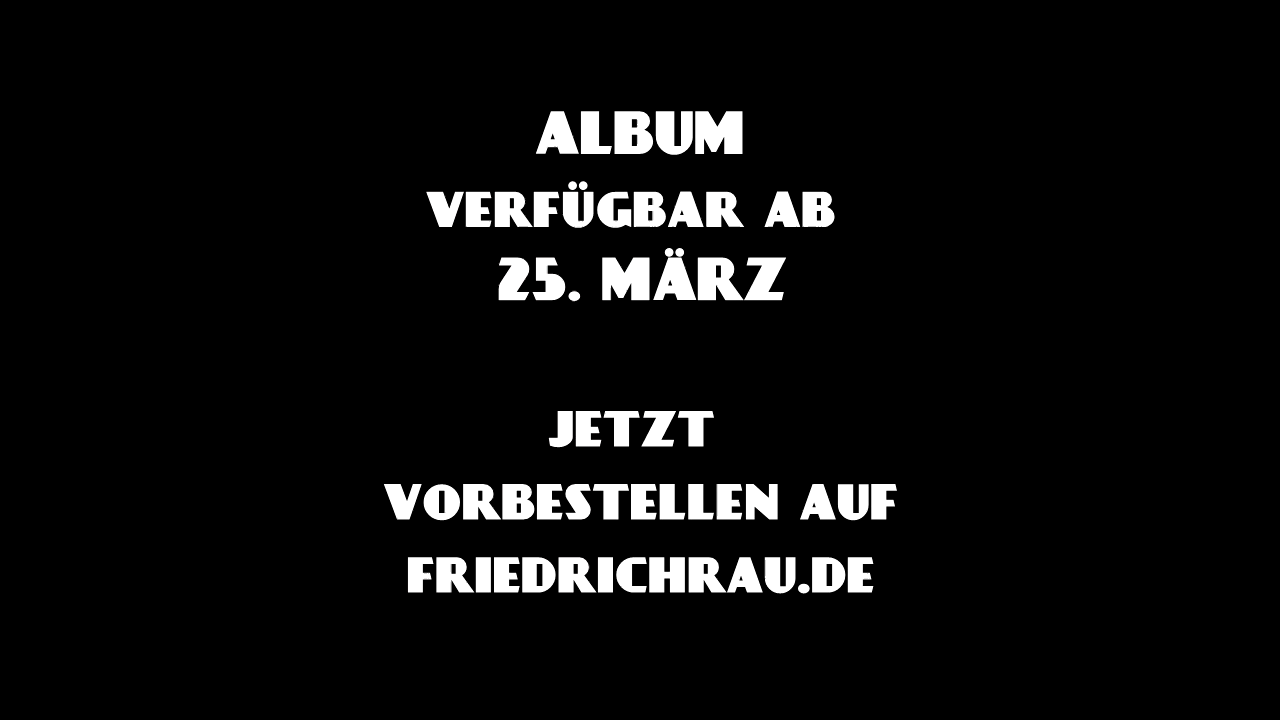 ALBUM
VERFÜGBAR AB
25. MÄRZ
JETZT
VORBESTELLEN AUF
FRIEDRICHRAU.DE